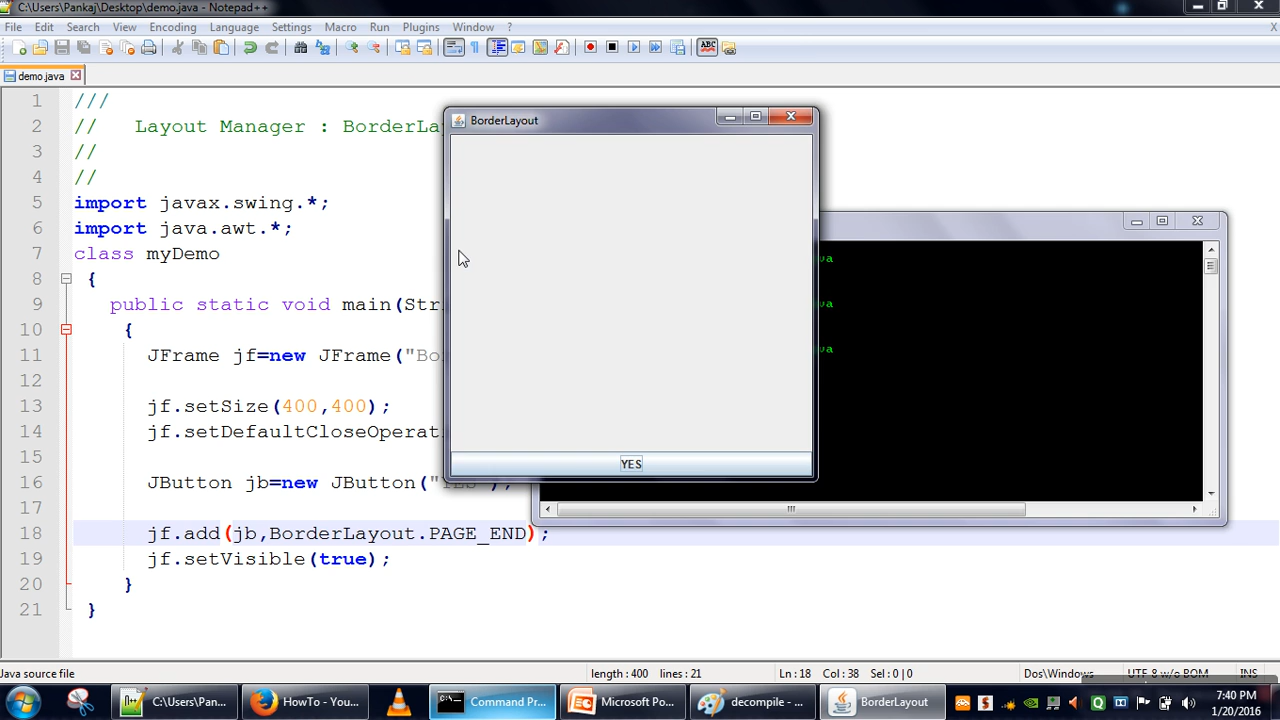 C:\Users\Pankaj\Desktop\demo.java - Notepad++
File Edit Search View Encoding Language Settings Macro Run Plugins Window ? X
demo.java
1 ///
2 // Layout Manager : BorderLa
3 //
4 //
5 import javax.swing.*;
6 import java.awt.*;
7 class myDemo
8 {
9 public static void main(Str
10 {
11 JFrame jf=new JFrame("Bo
12
13 jf.setSize(400,400);
14 jf.setDefaultCloseOperat
15
16 JButton jb=new JButton(" );
17
18 jf.add(jb,BorderLayout.PAGE_END);
19 jf.setVisible(true);
20 }
21 }
BorderLayout
YES
va
va
va
Java source file length : 400 lines : 21 Ln : 18 Col : 38 Sel : 0 | 0 Dos\Windows UTF-8 w/o BOM INS
C:\Users\Pan... HowTo - You... Command Pr... Microsoft Po... decompile - ... BorderLayout
7:40 PM
1/20/2016